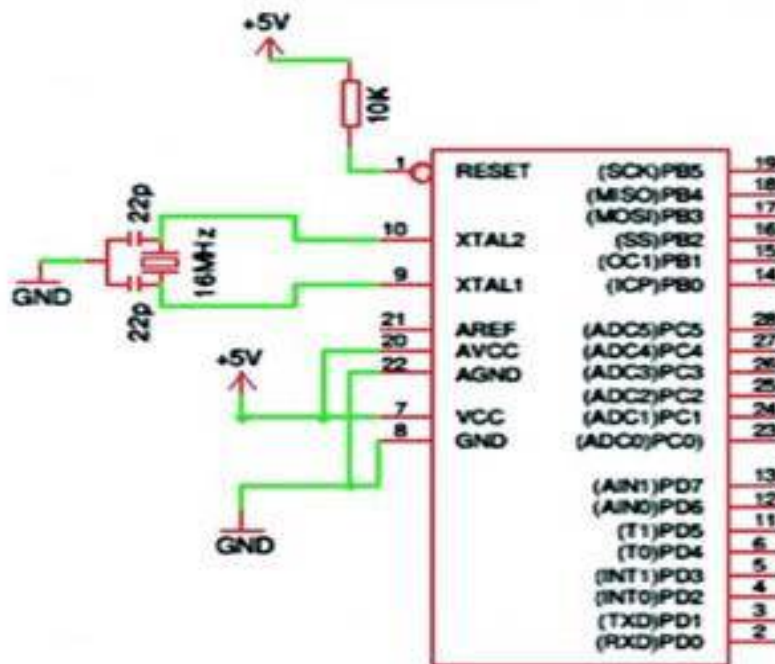 +5V
10K
1 RESET (SCK)PB5 19
(MISO)PB4 18
(MOSI)PB3 17
22p
10 XTAL2 (SS)PB2 16
(OC1)PB1 15
16MHz
9 XTAL1 (ICP)PB0 14
GND
22p
21 AREF (ADC5)PC5 28
20 AVCC (ADC4)PC4 27
+5V
22 AGND (ADC3)PC3 26
(ADC2)PC2 25
7 VCC (ADC1)PC1 24
8 GND (ADC0)PC0) 23
(AIN1)PD7 13
(AIN0)PD6 12
(T1)PD5 11
GND
(T0)PD4 6
(INT1)PD3 5
(INT0)PD2 4
(TXD)PD1 3
(RXD)PD0 2